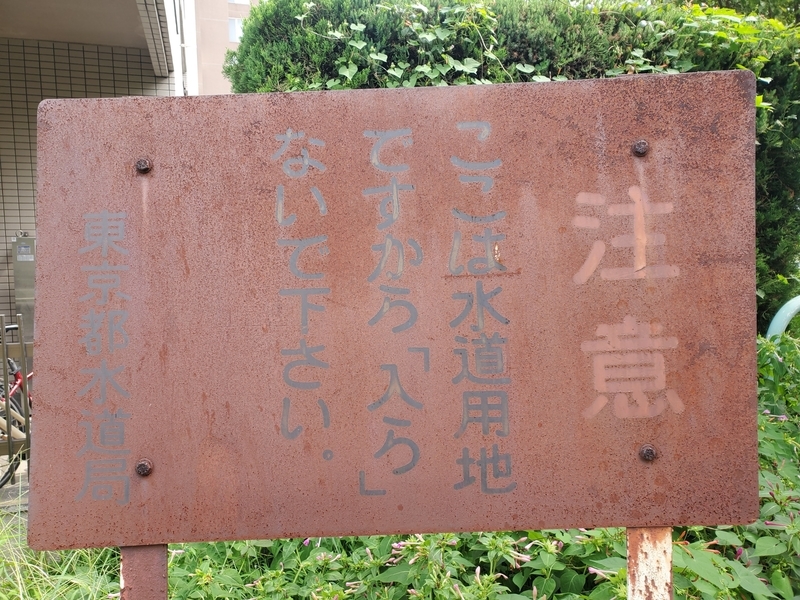 注意
ここは水道用地
ですから「入ら」
ないで下さい。
東京都水道局